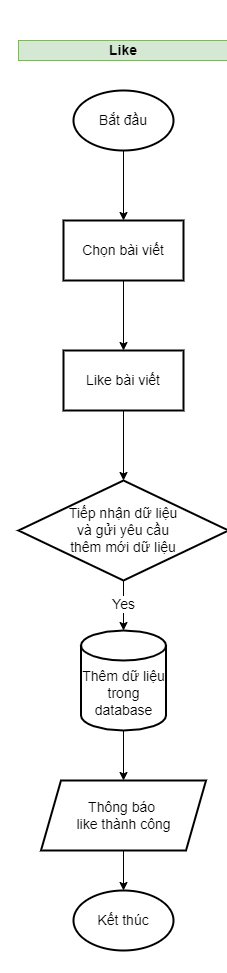 Like
Bắt đầu
Chọn bài viết
Like bài viết
Tiếp nhận dữ liệu
và gửi yêu cầu
thêm mới dữ liệu
Yes
Thêm dữ liệu
trong
database
Thông báo
like thành công
Kết thúc